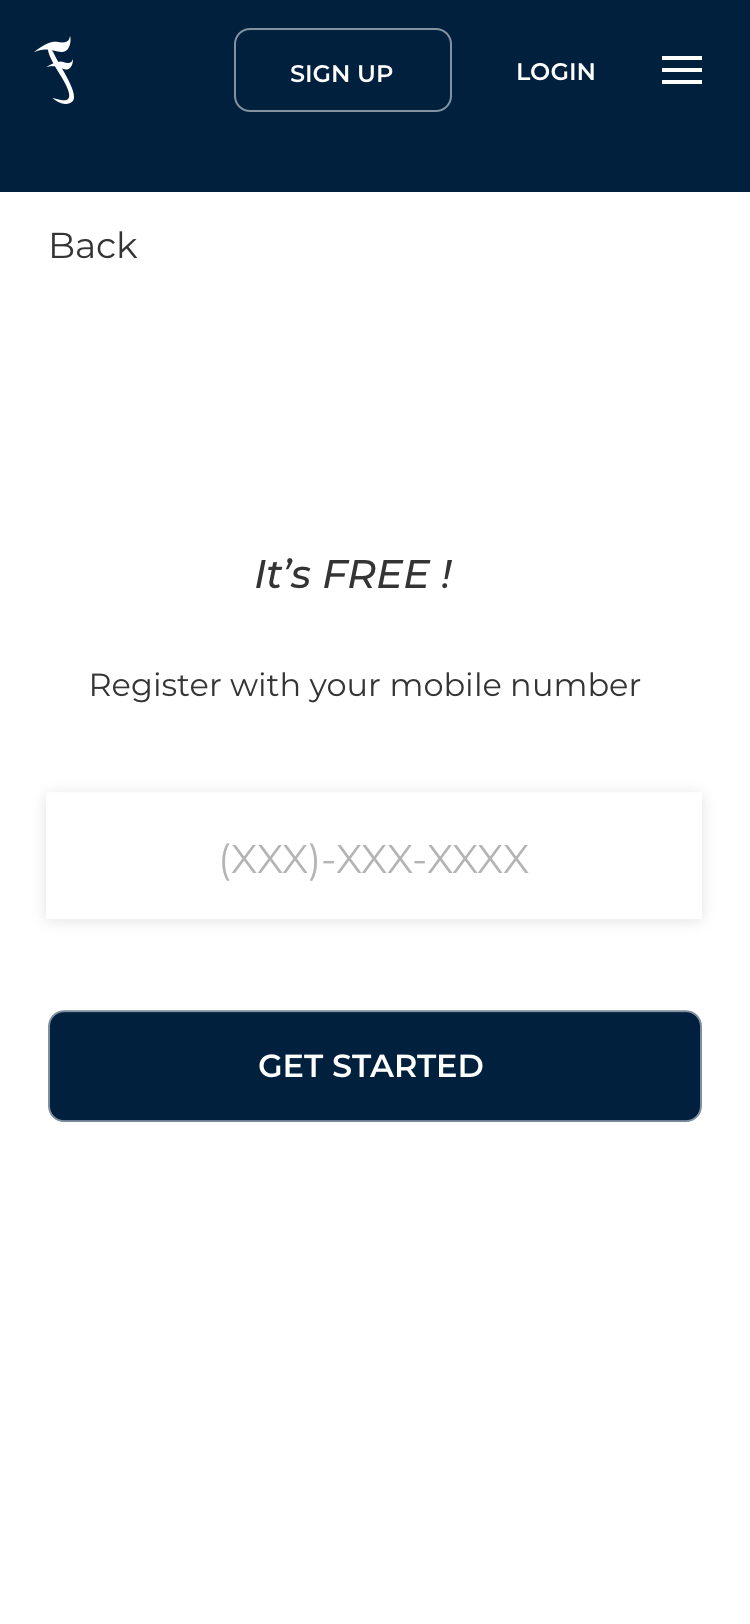 SIGN UP
LOGIN
Back
It’s FREE !
Register with your mobile number
(XXX)-XXX-XXXX
GET STARTED